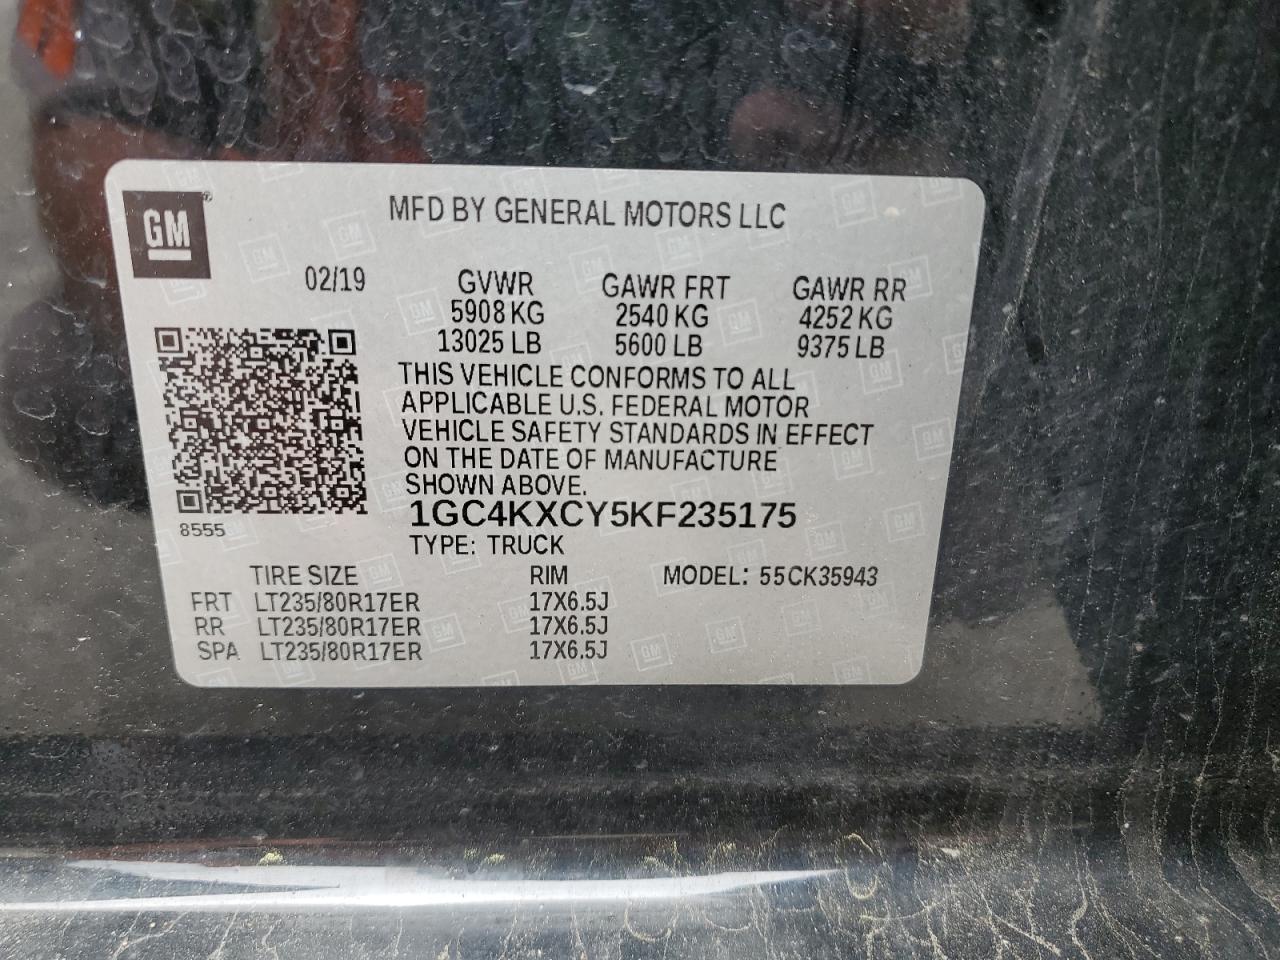 GM
MFD BY GENERAL MOTORS LLC
02/19 GVWR GAWR FRT GAWR RR
5908 KG 2540 KG 4252 KG
13025 LB 5600 LB 9375 LB
THIS VEHICLE CONFORMS TO ALL
APPLICABLE U.S. FEDERAL MOTOR
VEHICLE SAFETY STANDARDS IN EFFECT
ON THE DATE OF MANUFACTURE
SHOWN ABOVE.
8555
1GC4KXCY5KF235175
TYPE: TRUCK
TIRE SIZE RIM MODEL: 55CK35943
FRT LT235/80R17ER 17X6.5J
RR LT235/80R17ER 17X6.5J
SPA LT235/80R17ER 17X6.5J